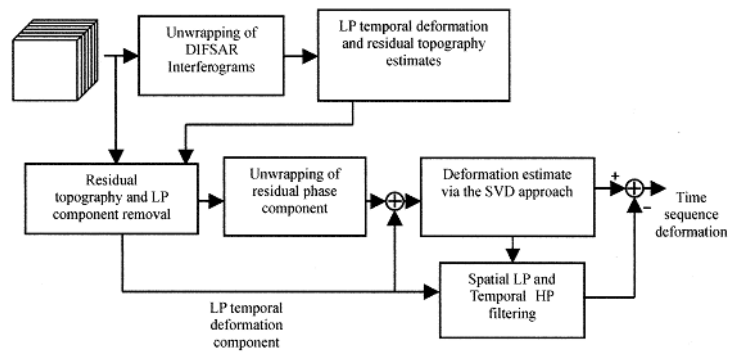 Unwrapping of
DIFSAR
Interferograms
LP temporal deformation
and residual topography
estimates
Residual
topography and LP
component removal
Unwrapping of
residual phase
component
Deformation estimate
via the SVD approach
+
−
Time
sequence
deformation
Spatial LP and
Temporal HP
filtering
LP temporal
deformation
component